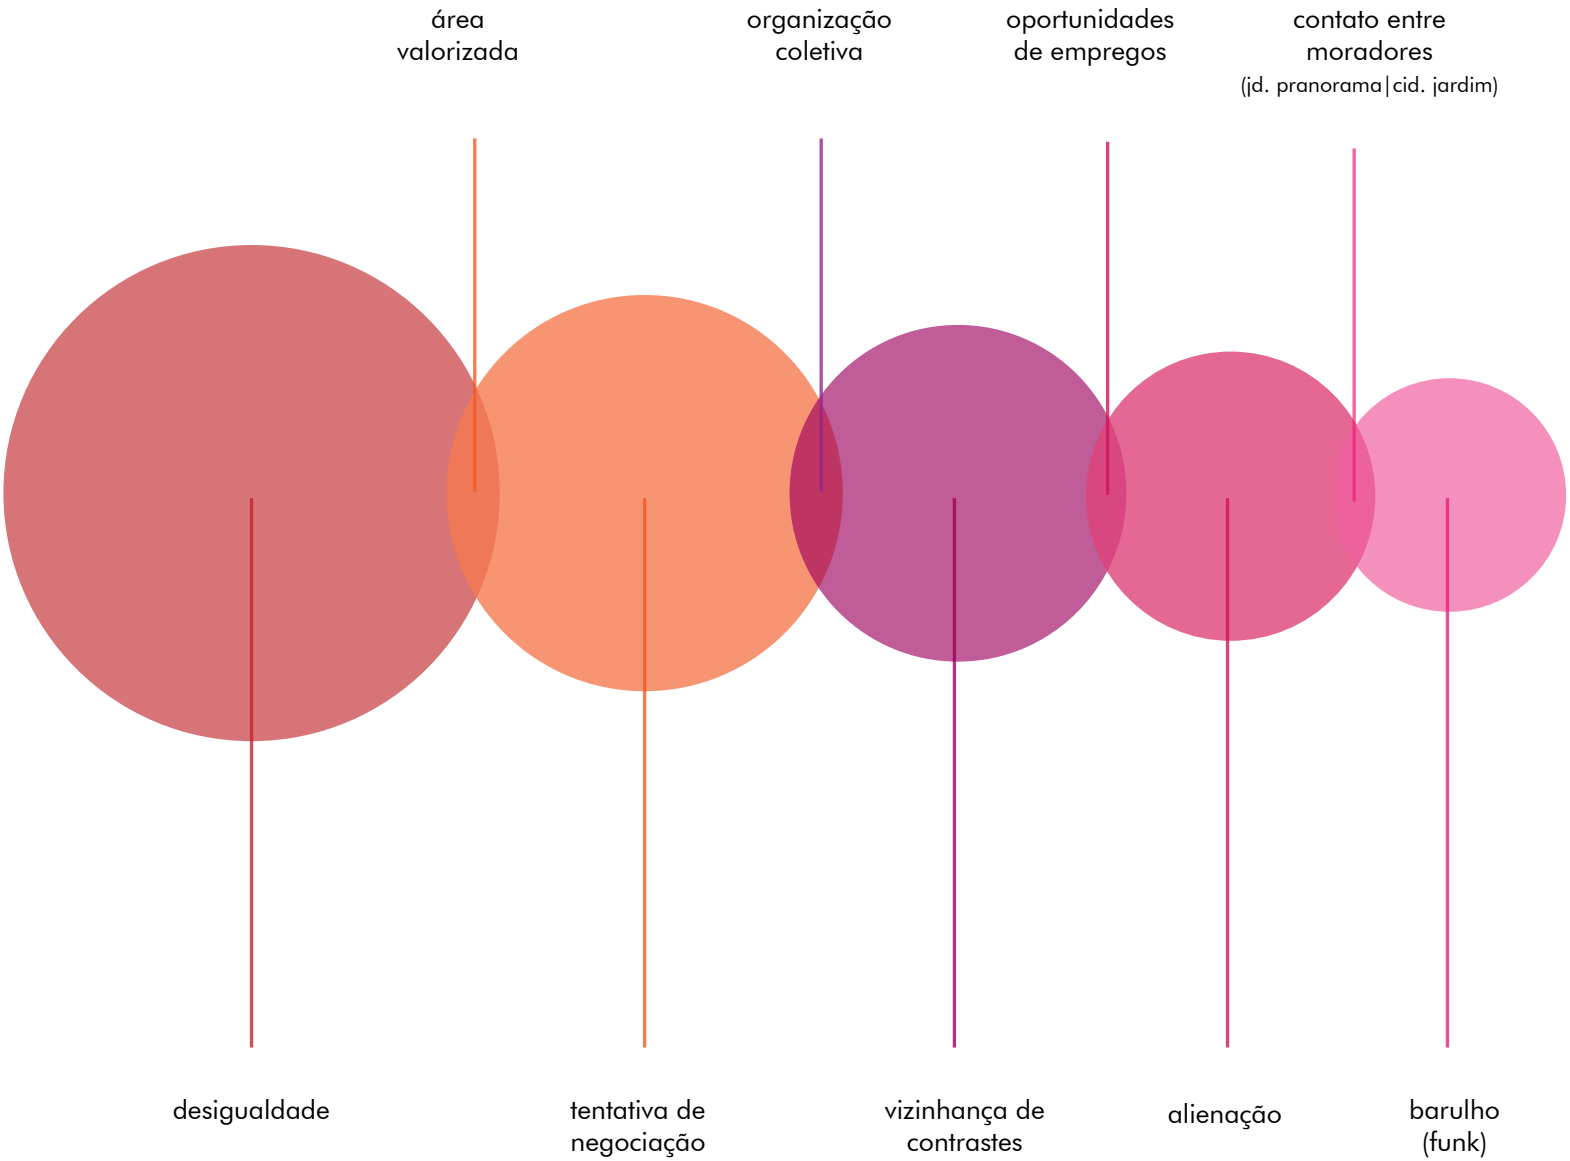 área
valorizada
organização
coletiva
oportunidades
de empregos
contato entre
moradores
(jd. pranorama|cid. jardim)
desigualdade
tentativa de
negociação
vizinhança de
contrastes
alienação
barulho
(funk)